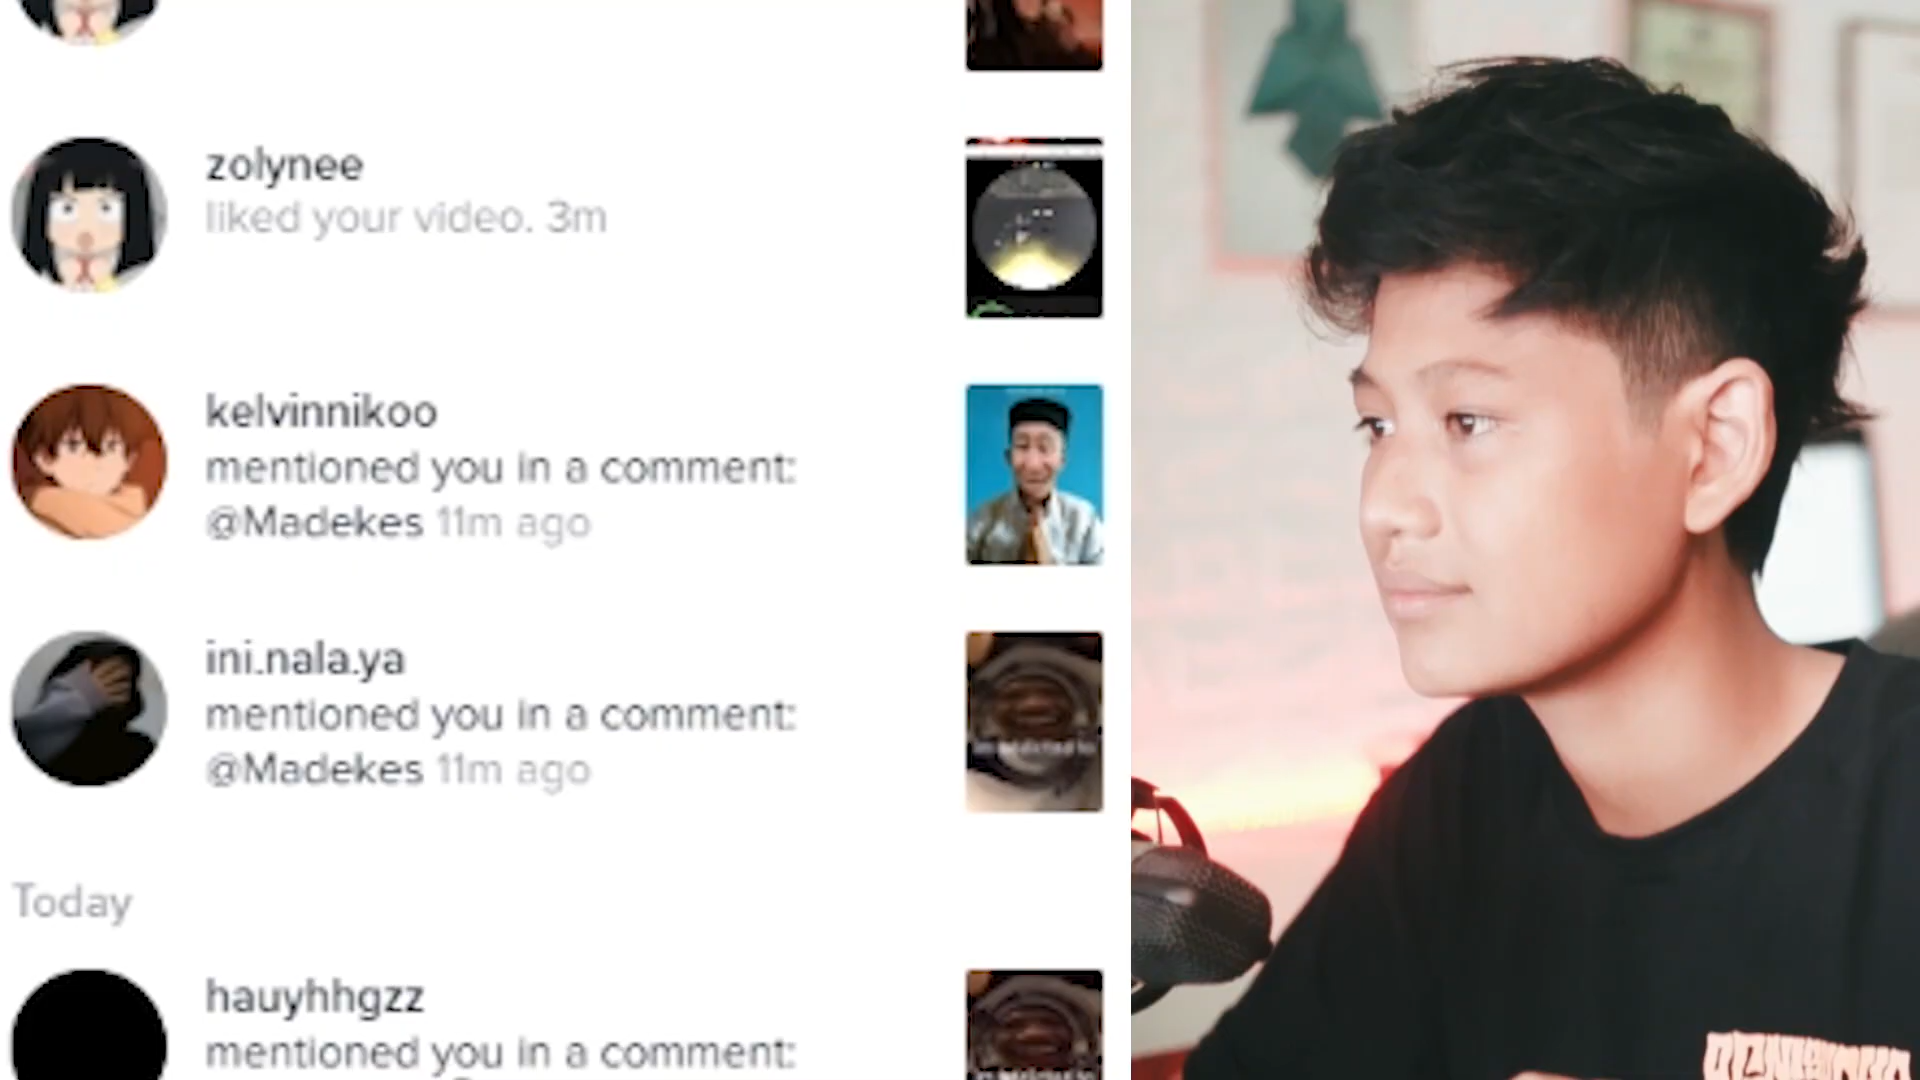 zolynee
liked your video. 3m
kelvinnikoo
mentioned you in a comment:
@Madekes 11m ago
ini.nala.ya
mentioned you in a comment:
@Madekes 11m ago
Today
hauyhhgzz
mentioned you in a comment: